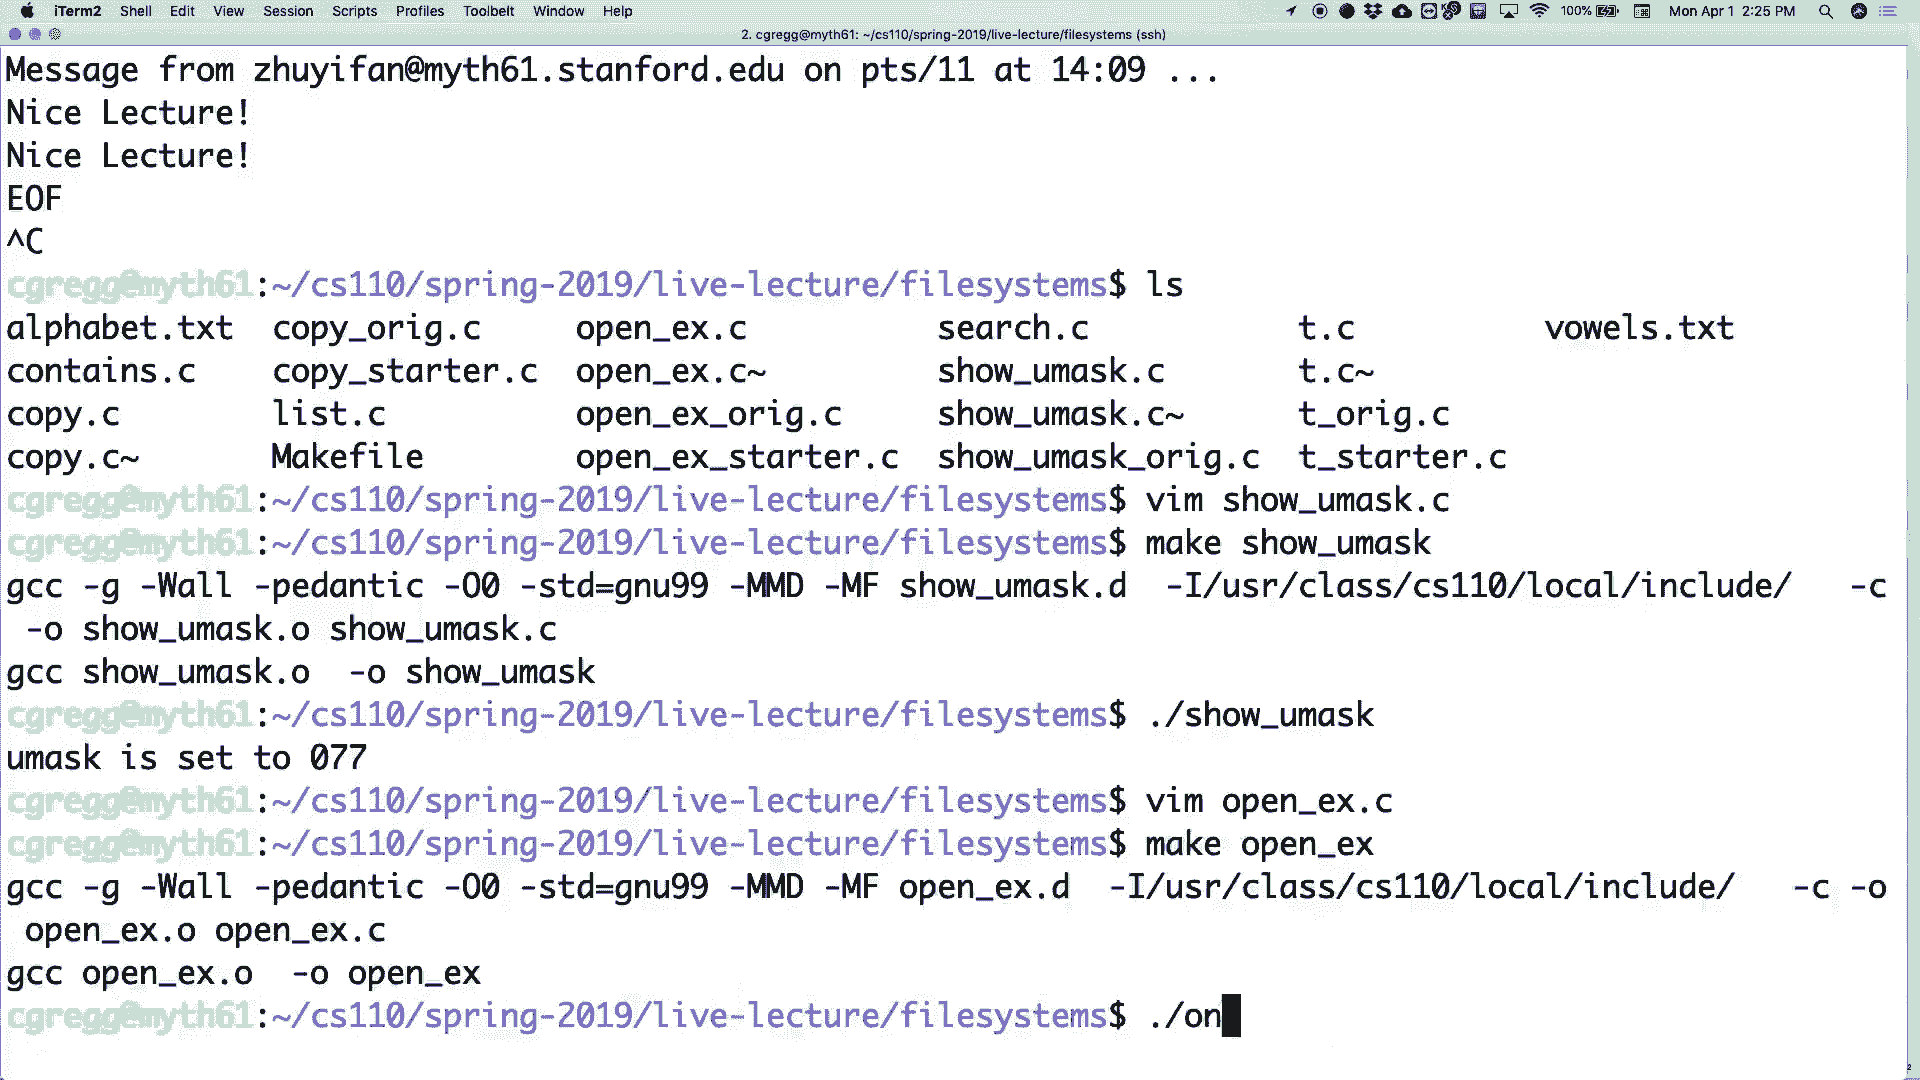 iTerm2 Shell Edit View Session Scripts Profiles Toolbelt Window Help 100% Mon Apr 1 2:25 PM
2. cgregg@myth61: ~/cs110/spring-2019/live-lecture/filesystems (ssh)
Message from zhuyifan@myth61.stanford.edu on pts/11 at 14:09 ...
Nice Lecture!
Nice Lecture!
EOF
^C
cgregg@myth61:~/cs110/spring-2019/live-lecture/filesystems$ ls
alphabet.txt copy_orig.c open_ex.c search.c t.c vowels.txt
contains.c copy_starter.c open_ex.c~ show_umask.c t.c~
copy.c list.c open_ex_orig.c show_umask.c~ t_orig.c
copy.c~ Makefile open_ex_starter.c show_umask_orig.c t_starter.c
cgregg@myth61:~/cs110/spring-2019/live-lecture/filesystems$ vim show_umask.c
cgregg@myth61:~/cs110/spring-2019/live-lecture/filesystems$ make show_umask
gcc -g -Wall -pedantic -O0 -std=gnu99 -MMD -MF show_umask.d -I/usr/class/cs110/local/include/ -c
-o show_umask.o show_umask.c
gcc show_umask.o -o show_umask
cgregg@myth61:~/cs110/spring-2019/live-lecture/filesystems$ ./show_umask
umask is set to 077
cgregg@myth61:~/cs110/spring-2019/live-lecture/filesystems$ vim open_ex.c
cgregg@myth61:~/cs110/spring-2019/live-lecture/filesystems$ make open_ex
gcc -g -Wall -pedantic -O0 -std=gnu99 -MMD -MF open_ex.d -I/usr/class/cs110/local/include/ -c -o
open_ex.o open_ex.c
gcc open_ex.o -o open_ex
cgregg@myth61:~/cs110/spring-2019/live-lecture/filesystems$ ./on